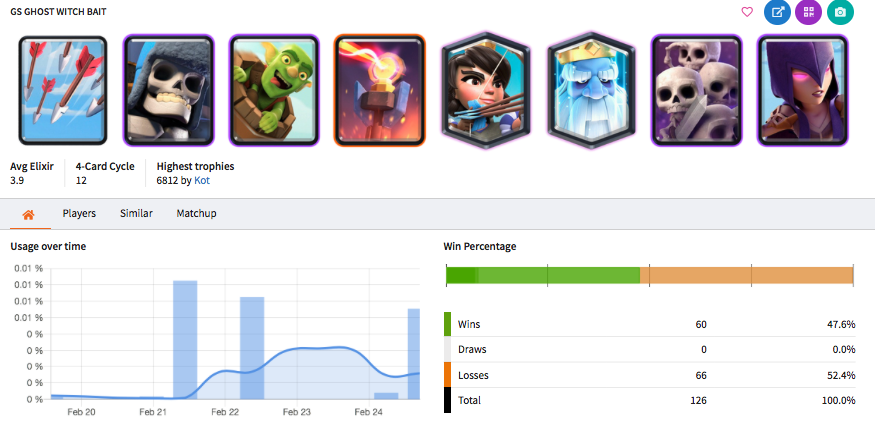 GS GHOST WITCH BAIT
Avg Elixir 4-Card Cycle Highest trophies
3.9 12 6812 by Kot
Players Similar Matchup
Usage over time
0.01 %
0.01 %
0.01 %
0.01 %
0 %
0 %
0 %
0 %
0 %
Feb 20 Feb 21 Feb 22 Feb 23 Feb 24
Win Percentage
Wins 60 47.6%
Draws 0 0.0%
Losses 66 52.4%
Total 126 100.0%